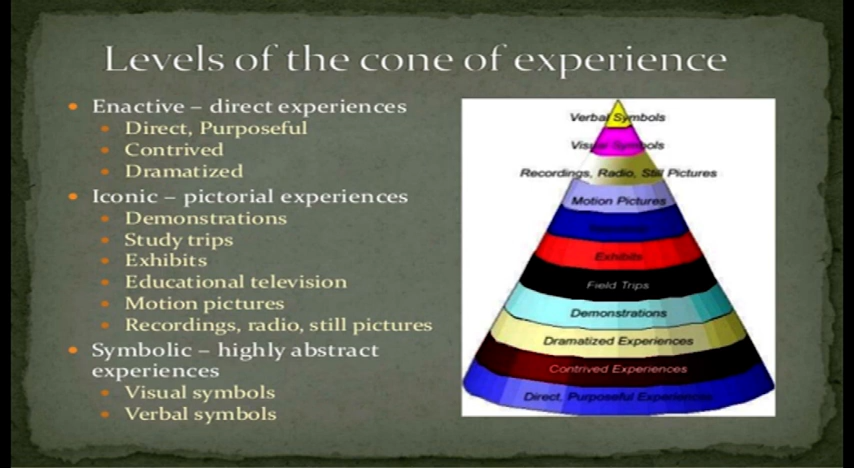 Levels of the cone of experience
Enactive – direct experiences
Direct, Purposeful
Contrived
Dramatized
Iconic – pictorial experiences
Demonstrations
Study trips
Exhibits
Educational television
Motion pictures
Recordings, radio, still pictures
Symbolic – highly abstract
experiences
Visual symbols
Verbal symbols
Verbal Symbols
Visual Symbols
Recordings, Radio, Still Pictures
Motion Pictures
Exhibits
Field Trips
Demonstrations
Dramatized Experiences
Contrived Experiences
Direct, Purposeful Experiences